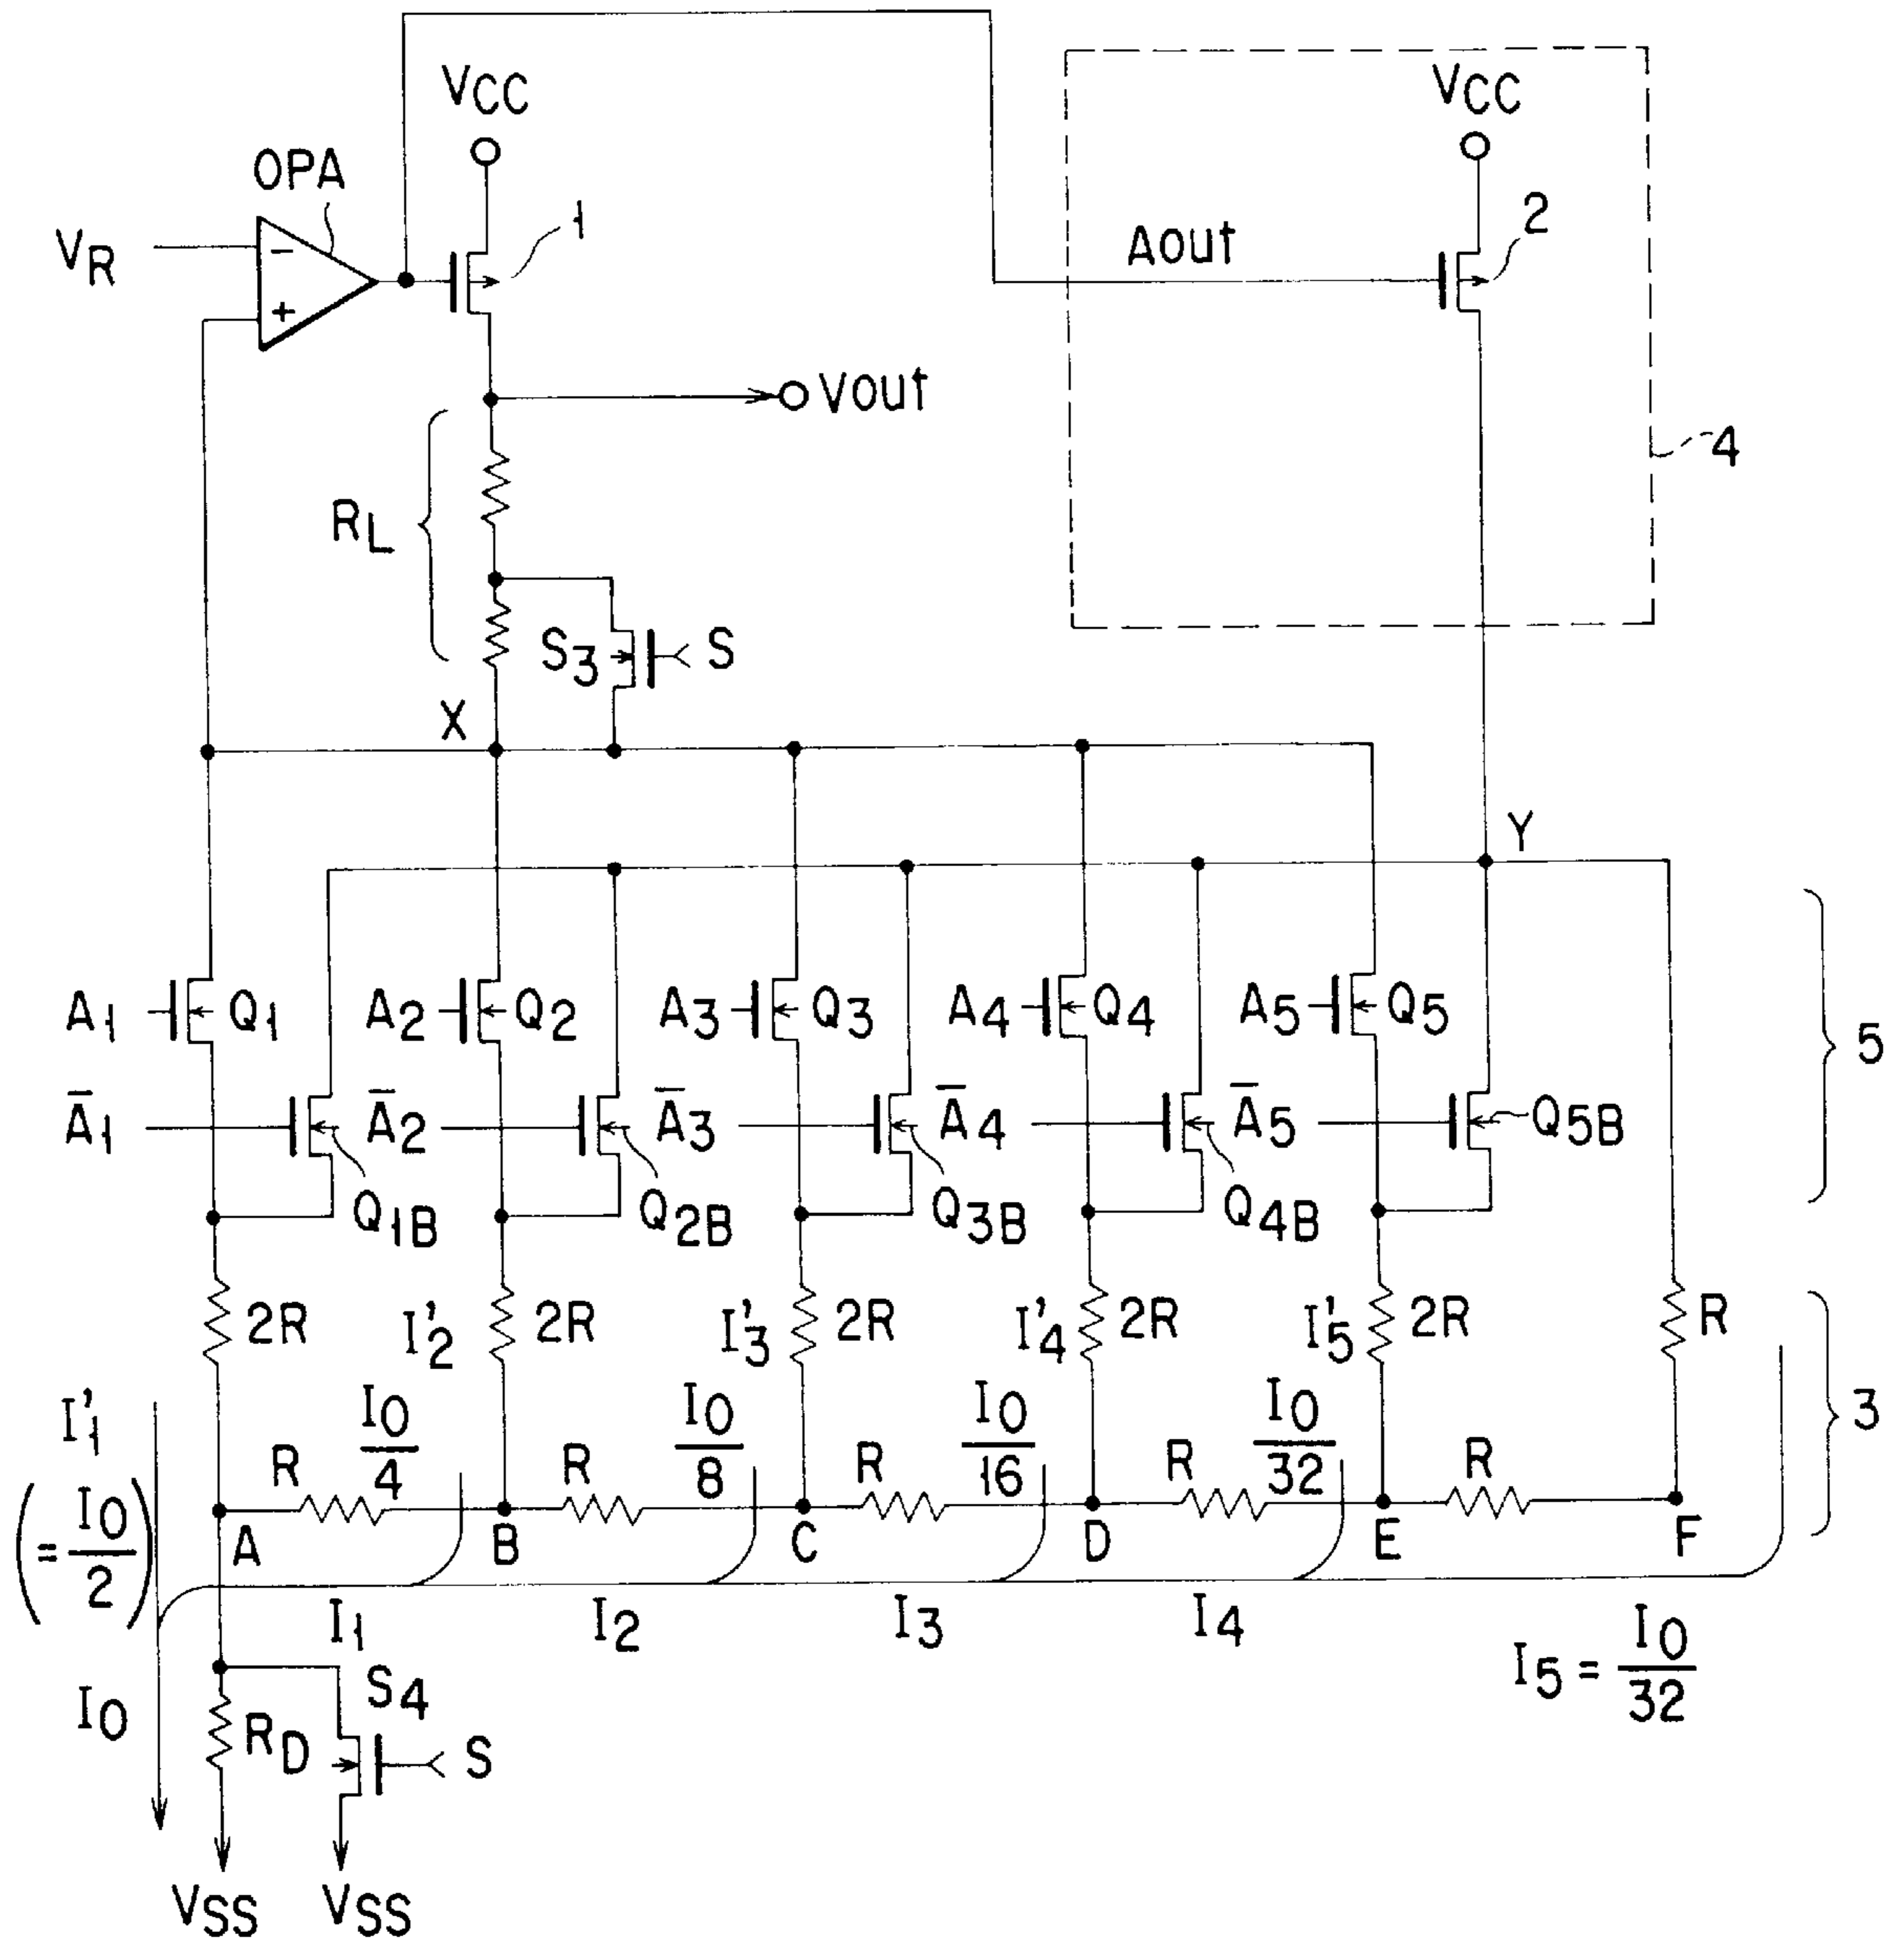 VCC VCC
OPA
1 2
VR − Aout
+
Vout
4
RL
S3 S
X
Y
A1 Q1 A2 Q2 A3 Q3 A4 Q4 A5 Q5
5
Ā1 Ā2 Ā3 Ā4 Ā5 Q5B
Q1B Q2B Q3B Q4B
2R I'2 2R I'3 2R I'4 2R I'5 2R R
I'1 I0/4 I0/8 I0/16 I0/32 3
R R R R R
(= I0/2) A B C D E F
I1 I2 I3 I4 I5 = I0/32
S4
I0 RD S
VSS VSS